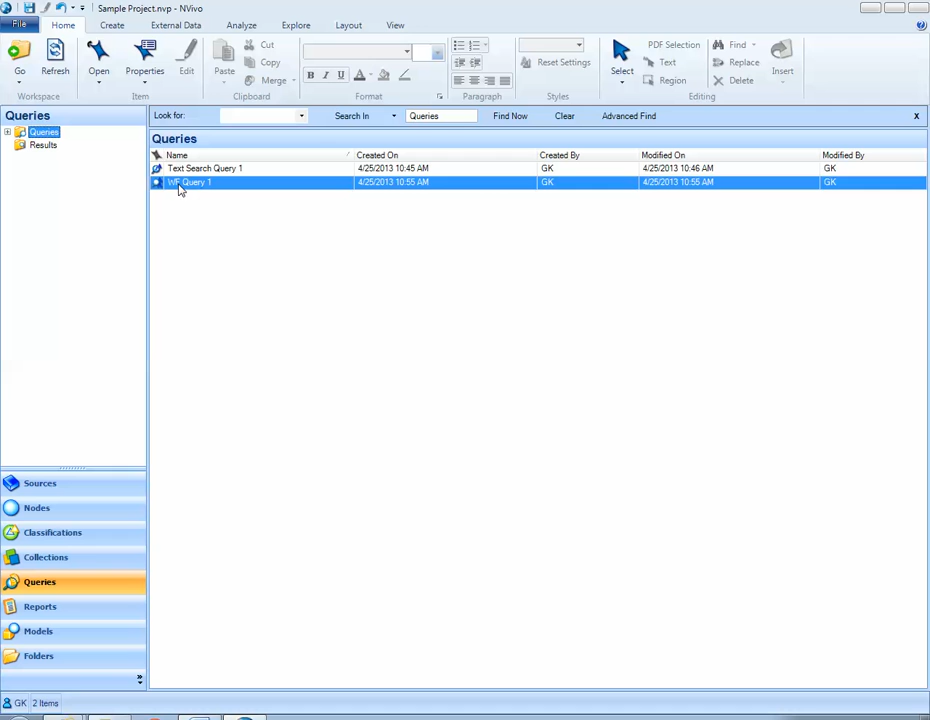 Sample Project.nvp - NVivo
File Home Create External Data Analyze Explore Layout View
Go Refresh Open Properties Edit Paste Cut Copy Merge B I U Reset Settings Select PDF Selection Text Region Find Replace Delete Insert
Workspace Item Clipboard Format Paragraph Styles Editing
Queries Look for: Search In Queries Find Now Clear Advanced Find x
Queries
Results
Queries
Name Created On Created By Modified On Modified By
Text Search Query 1 4/25/2013 10:45 AM GK 4/25/2013 10:46 AM GK
WF Query 1 4/25/2013 10:55 AM GK 4/25/2013 10:55 AM GK
Sources
Nodes
Classifications
Collections
Queries
Reports
Models
Folders
GK 2 Items